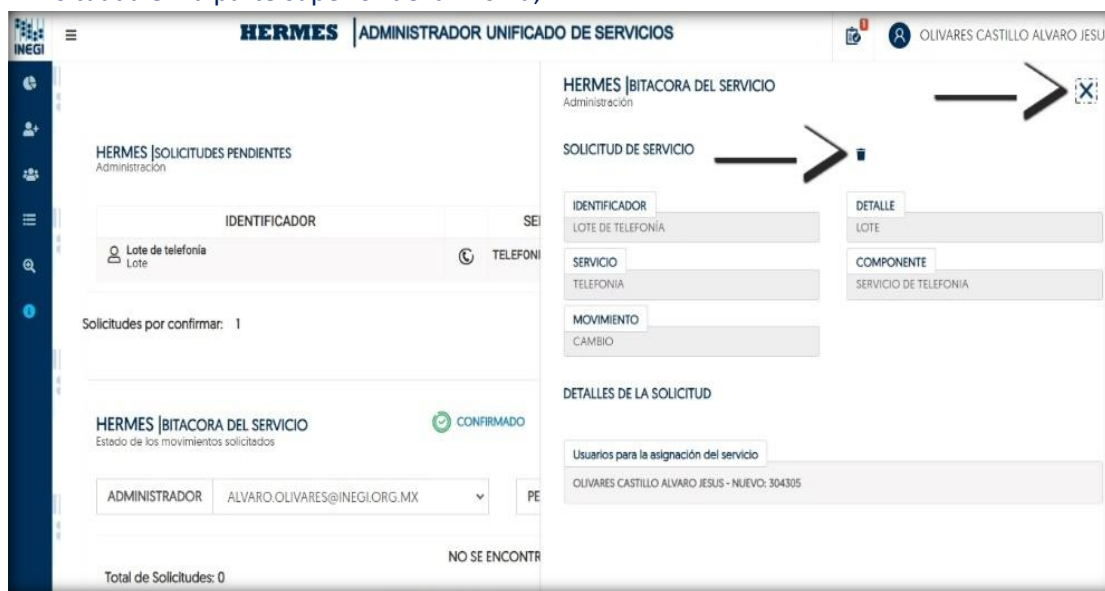 INEGI
HERMES | ADMINISTRADOR UNIFICADO DE SERVICIOS
OLIVARES CASTILLO ALVARO JESU
HERMES |SOLICITUDES PENDIENTES
Administración
IDENTIFICADOR SE
Lote de telefonía
Lote
TELEFONI
Solicitudes por confirmar: 1
HERMES |BITACORA DEL SERVICIO
Estado de los movimientos solicitados
CONFIRMADO
ADMINISTRADOR ALVARO.OLIVARES@INEGI.ORG.MX PE
NO SE ENCONTR
Total de Solicitudes: 0
HERMES |BITACORA DEL SERVICIO
Administración
SOLICITUD DE SERVICIO
IDENTIFICADOR
LOTE DE TELEFONÍA
DETALLE
LOTE
SERVICIO
TELEFONIA
COMPONENTE
SERVICIO DE TELEFONIA
MOVIMIENTO
CAMBIO
DETALLES DE LA SOLICITUD
Usuarios para la asignación del servicio
OLIVARES CASTILLO ALVARO JESUS - NUEVO: 304305